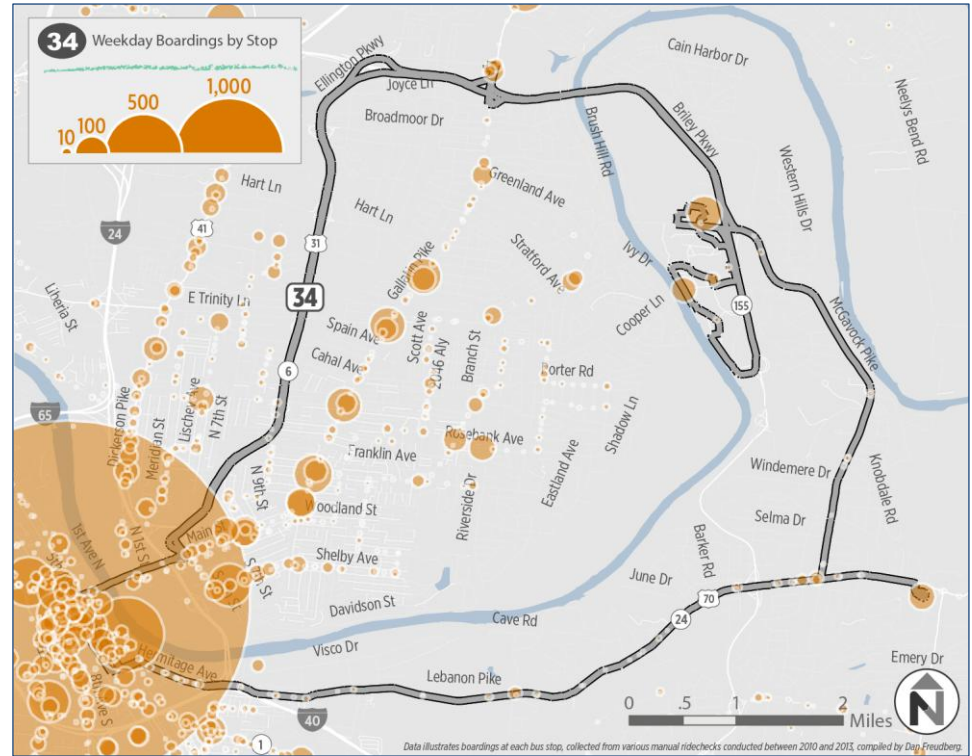 34 Weekday Boardings by Stop
10 100 500 1,000
Ellington Pkwy
Joyce Ln
Broadmoor Dr
Cain Harbor Dr
Neelys Bend Rd
Brush Hill Rd
Briley Pkwy
Western Hills Dr
Hart Ln
Hart Ln
Greenland Ave
24
41
31
34
Gallatin Pike
Stratford Ave
Ivy Dr
Cooper Ln
155
McGavock Pike
Liberia St
E Trinity Ln
Spain Ave
Cahal Ave
Scott Ave
2046 Aly
Branch St
Porter Rd
6
65
Dickerson Pike
Meridian St
Lischey Ave
N 7th St
N 9th St
Franklin Ave
Rosebank Ave
Riverside Dr
Eastland Ave
Shadow Ln
Windemere Dr
Knobdale Rd
Selma Dr
Woodland St
Main St
1st Ave N
N 1st St
S 7th St
Shelby Ave
Davidson St
June Dr
Barker Rd
70
24
Cave Rd
Visco Dr
Hermitage Ave
Lebanon Pike
Emery Dr
40
1
0 .5 1 2
Miles
N
Data illustrates boardings at each bus stop, collected from various manual ridechecks conducted between 2010 and 2013, compiled by Dan Freudberg.